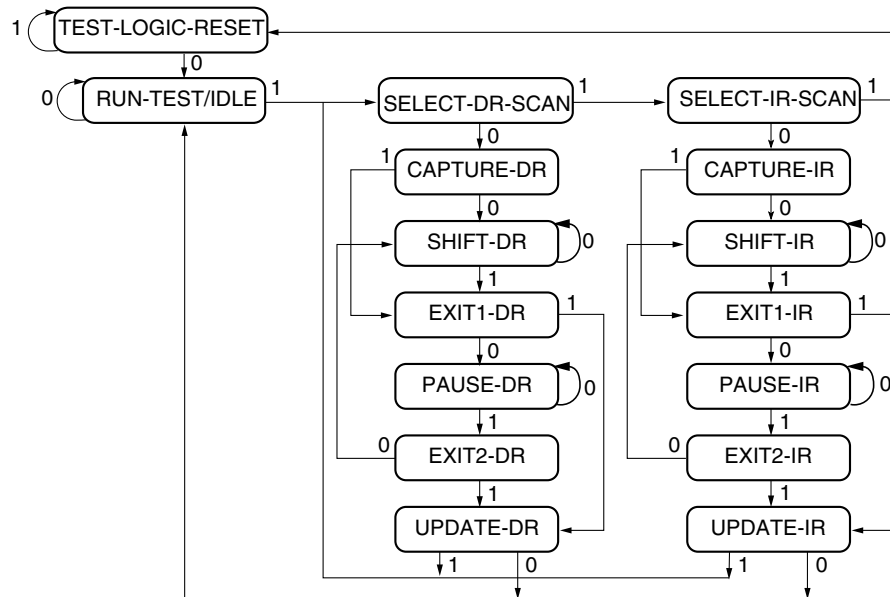 1 TEST-LOGIC-RESET
0
0 RUN-TEST/IDLE 1
SELECT-DR-SCAN 1
SELECT-IR-SCAN 1
0 0
1 CAPTURE-DR 1 CAPTURE-IR
0 0
SHIFT-DR 0 SHIFT-IR 0
1 1
EXIT1-DR 1 EXIT1-IR 1
0 0
PAUSE-DR 0 PAUSE-IR 0
1 1
0 EXIT2-DR 0 EXIT2-IR
1 1
UPDATE-DR UPDATE-IR
1 0 1 0